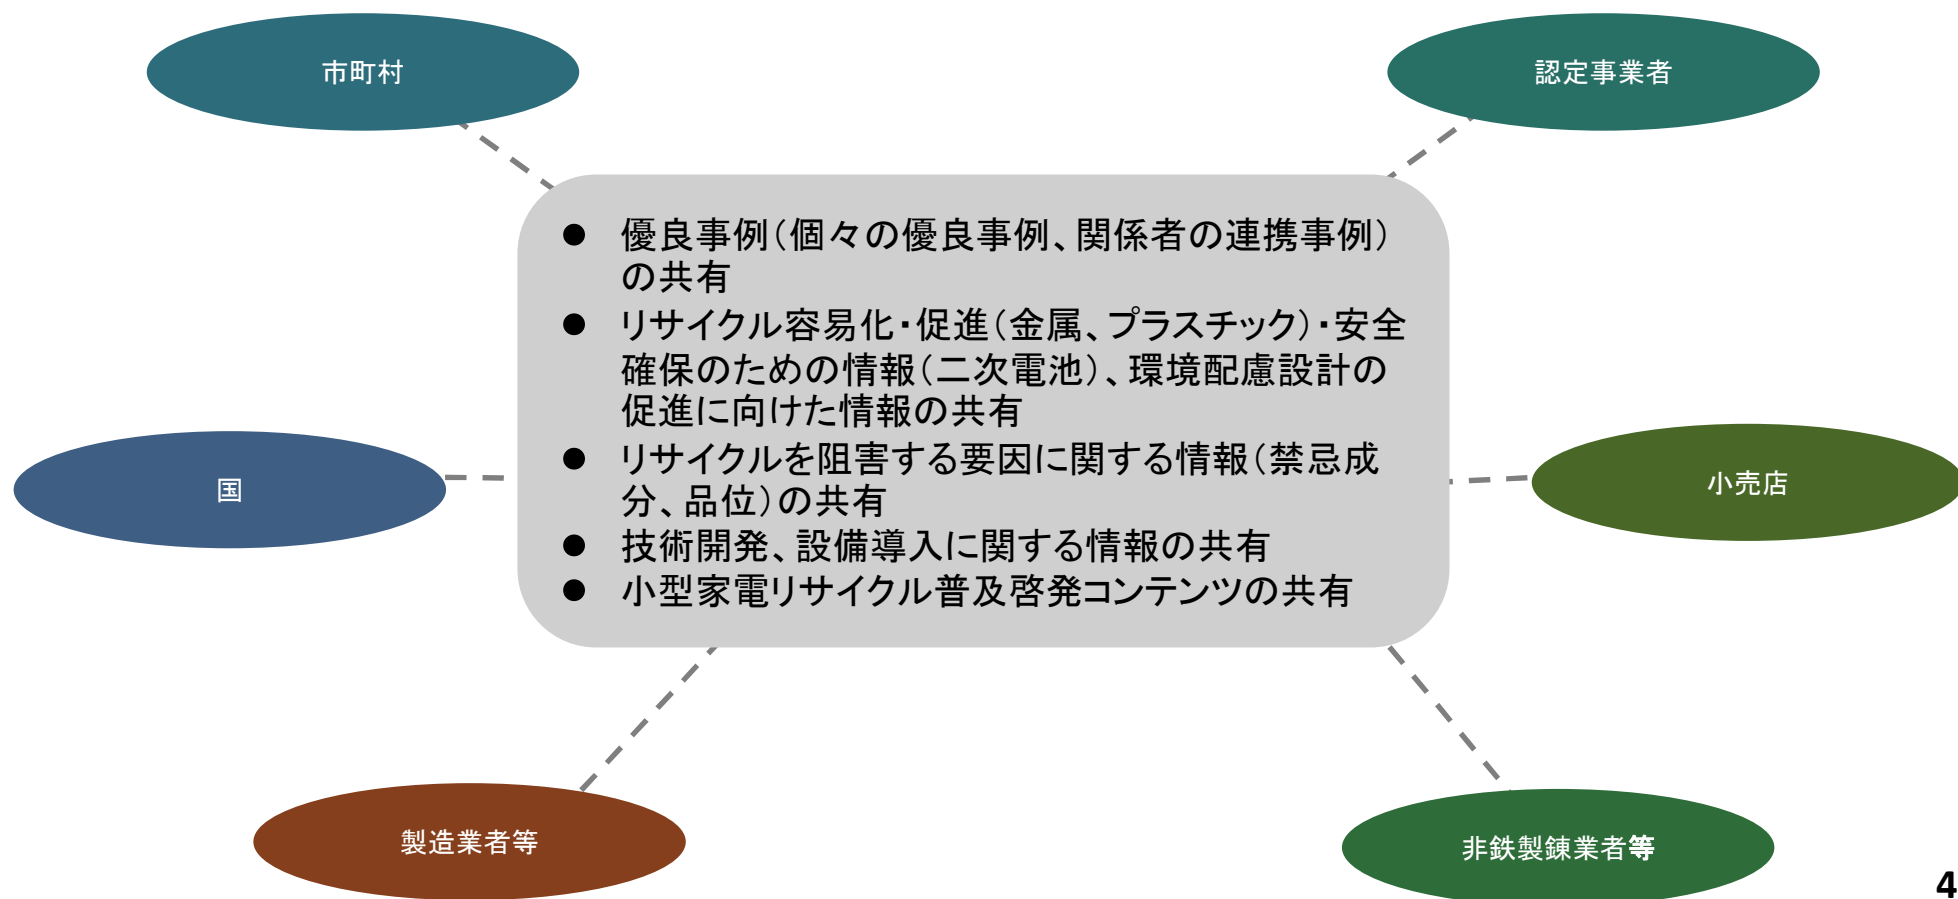 市町村
認定事業者
● 優良事例（個々の優良事例、関係者の連携事例）
の共有
● リサイクル容易化・促進（金属、プラスチック）・安全
確保のための情報（二次電池）、環境配慮設計の
促進に向けた情報の共有
● リサイクルを阻害する要因に関する情報（禁忌成
分、品位）の共有
● 技術開発、設備導入に関する情報の共有
● 小型家電リサイクル普及啓発コンテンツの共有
国
小売店
製造業者等
非鉄製錬業者等
4